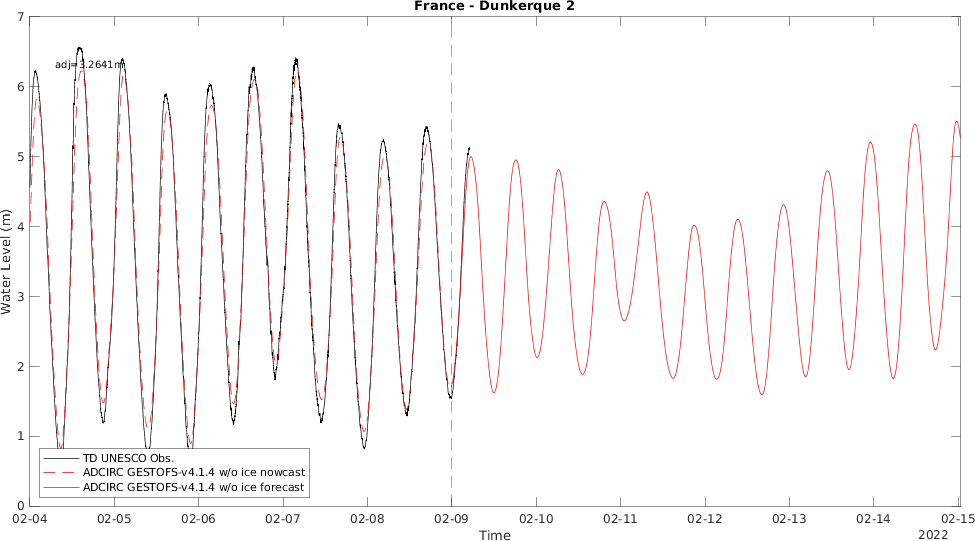 France - Dunkerque 2
7
6
5
4
3
2
1
0
Water Level (m)
adj=3.2641m
TD UNESCO Obs.
ADCIRC GESTOFS-v4.1.4 w/o ice nowcast
ADCIRC GESTOFS-v4.1.4 w/o ice forecast
02-04 02-05 02-06 02-07 02-08 02-09 02-10 02-11 02-12 02-13 02-14 02-15
Time
2022